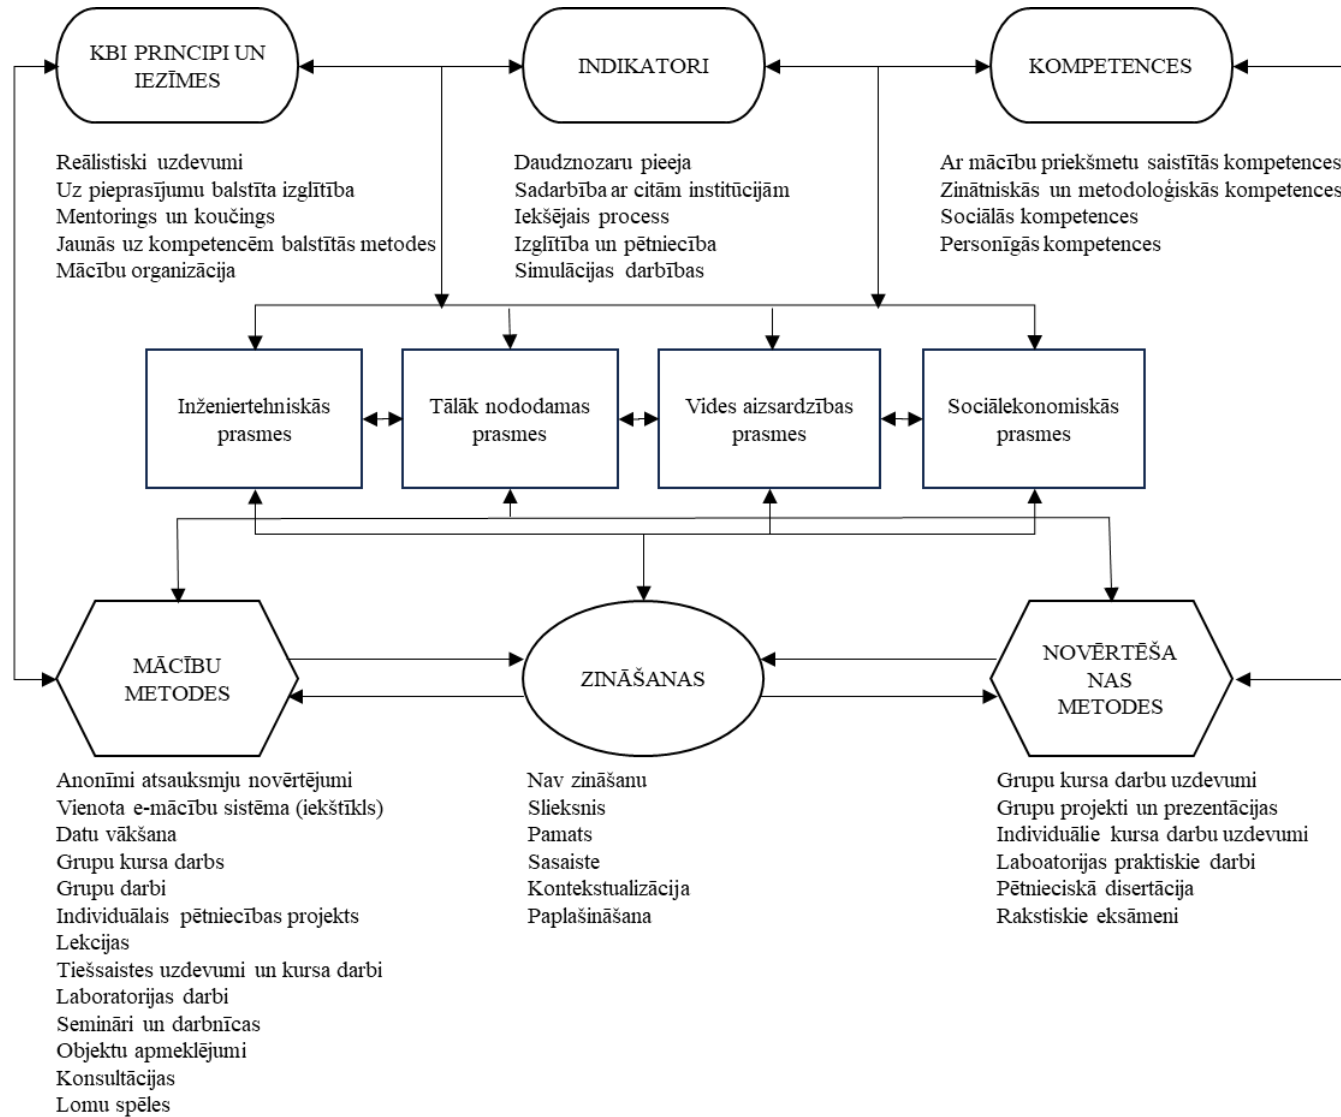 KBI PRINCIPI UN
IEZĪMES
INDIKATORI
KOMPETENCES
Reālistiski uzdevumi
Uz pieprasījumu balstīta izglītība
Mentorings un koučings
Jaunās uz kompetencēm balstītās metodes
Mācību organizācija
Daudznozaru pieeja
Sadarbība ar citām institūcijām
Iekšējais process
Izglītība un pētniecība
Simulācijas darbības
Ar mācību priekšmetu saistītās kompetences
Zinātniskās un metodoloģiskās kompetences
Sociālās kompetences
Personīgās kompetences
Inženiertehniskās
prasmes
Tālāk nododamas
prasmes
Vides aizsardzības
prasmes
Sociālekonomiskās
prasmes
MĀCĪBU
METODES
ZINĀŠANAS
NOVĒRTĒŠA
NAS
METODES
Anonīmi atsauksmju novērtējumi
Vienota e-mācību sistēma (iekštīkls)
Datu vākšana
Grupu kursa darbs
Grupu darbi
Individuālais pētniecības projekts
Lekcijas
Tiešsaistes uzdevumi un kursa darbi
Laboratorijas darbi
Semināri un darbnīcas
Objektu apmeklējumi
Konsultācijas
Lomu spēles
Nav zināšanu
Slieksnis
Pamats
Sasaiste
Kontekstualizācija
Paplašināšana
Grupu kursa darbu uzdevumi
Grupu projekti un prezentācijas
Individuālie kursa darbu uzdevumi
Laboatorijas praktiskie darbi
Pētnieciskā disertācija
Rakstiskie eksāmeni